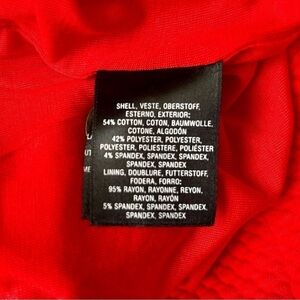 SHELL, VESTE, OBERSTOFF,
ESTERNO, EXTERIOR:
54% COTTON, COTON, BAUMWOLLE,
COTONE, ALGODÓN
42% POLYESTER, POLYESTER,
POLYESTER, POLIESTERE, POLIÉSTER
4% SPANDEX, SPANDEX, SPANDEX,
SPANDEX, SPANDEX
LINING, DOUBLURE, FUTTERSTOFF,
FODERA, FORRO:
95% RAYON, RAYONNE, REYON,
RAYON, RAYÓN
5% SPANDEX, SPANDEX, SPANDEX,
SPANDEX, SPANDEX